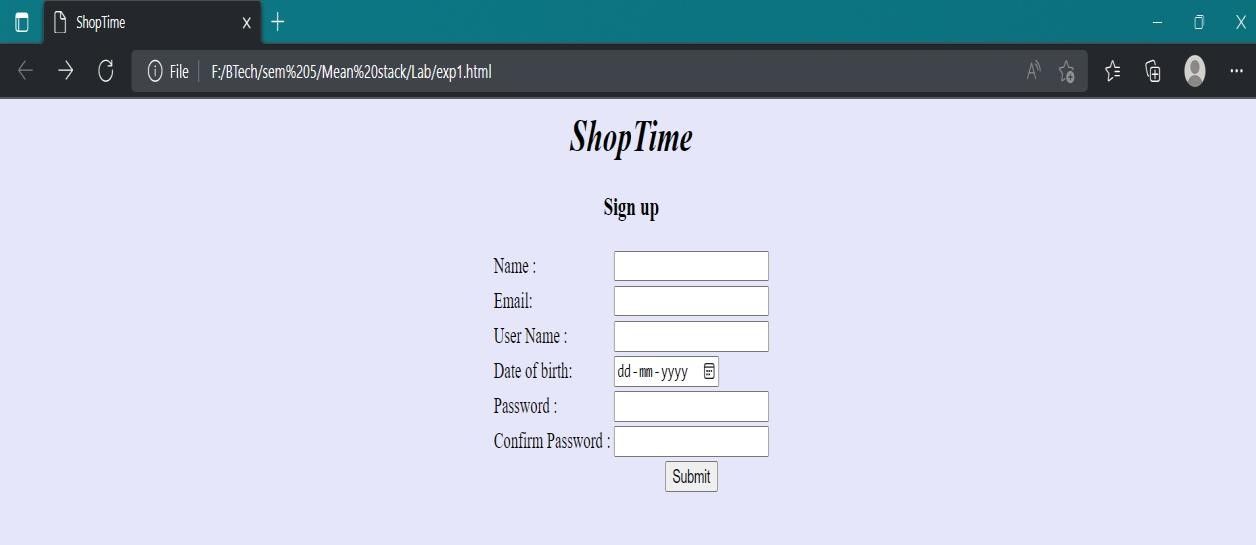 ShopTime
File F:/BTech/sem%205/Mean%20stack/Lab/exp1.html
ShopTime
Sign up
Name :
Email:
User Name :
Date of birth: dd-mm-yyyy
Password :
Confirm Password :
Submit